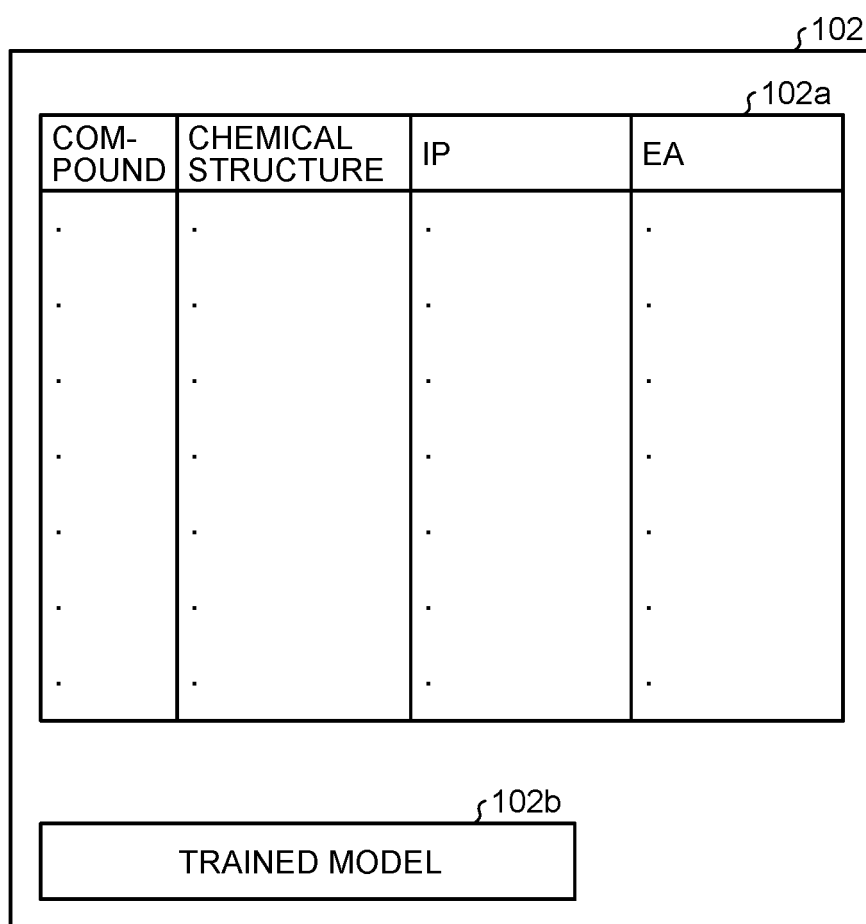 102
102a
COM-
POUND
CHEMICAL
STRUCTURE
IP
EA
102b
TRAINED MODEL